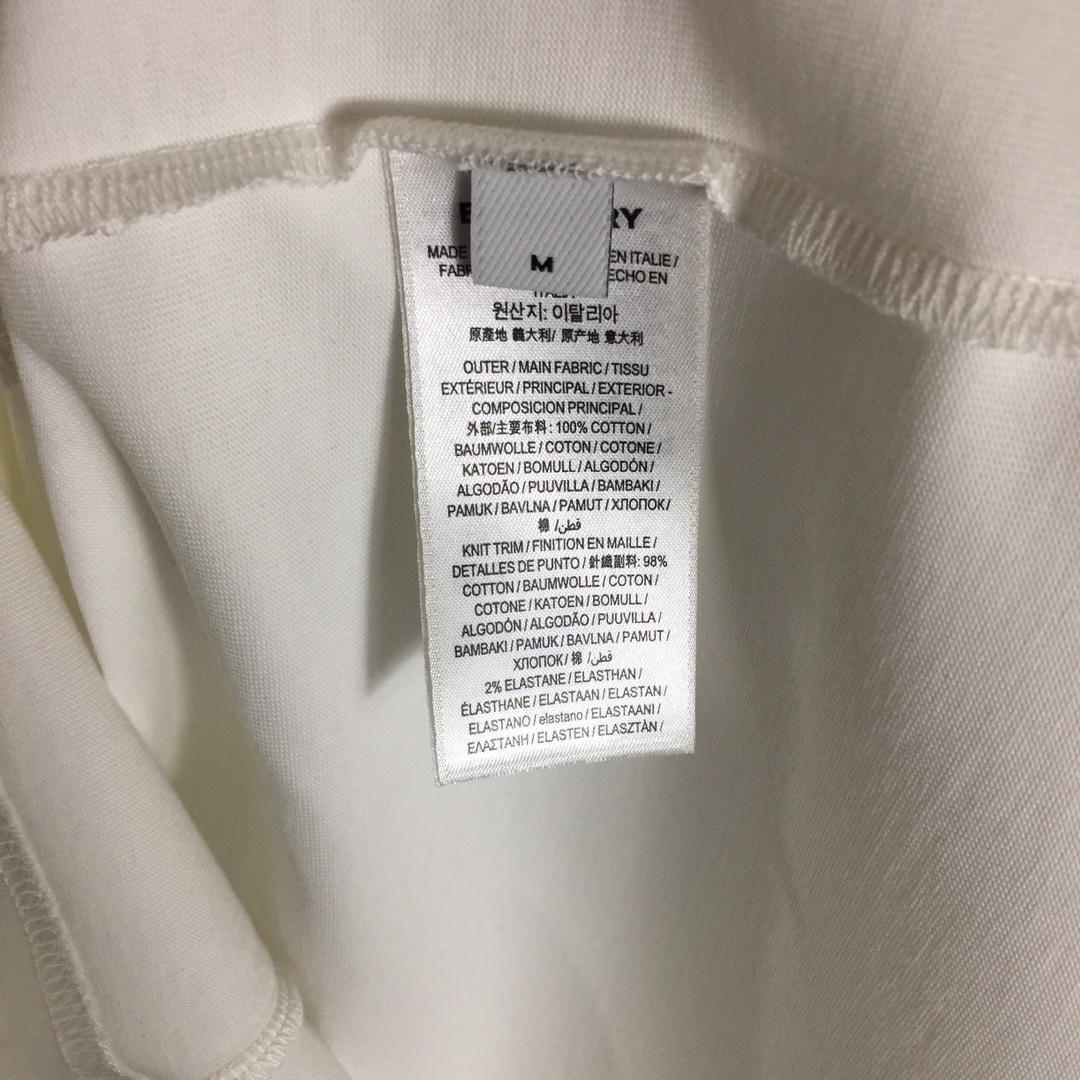 M
RY
MADE EN ITALIE /
FABR ECHO EN
ITALIA
원산지: 이탈리아
原產地 義大利/ 原产地 意大利
OUTER / MAIN FABRIC / TISSU
EXTÉRIEUR / PRINCIPAL / EXTERIOR -
COMPOSICION PRINCIPAL /
外部/主要布料: 100% COTTON /
BAUMWOLLE / COTON / COTONE /
KATOEN / BOMULL / ALGODÓN /
ALGODÃO / PUUVILLA / BAMBAKI /
PAMUK / BAVLNA / PAMUT / ХЛОПОК /
棉 / قطن
KNIT TRIM / FINITION EN MAILLE /
DETALLES DE PUNTO / 針織副料: 98%
COTTON / BAUMWOLLE / COTON /
COTONE / KATOEN / BOMULL /
ALGODÓN / ALGODÃO / PUUVILLA /
BAMBAKI / PAMUK / BAVLNA / PAMUT /
ХЛОПОК / 棉 / قطن
2% ELASTANE / ELASTHAN /
ÉLASTHANE / ELASTAAN / ELASTAN /
ELASTANO / elastano / ELASTAANI /
ΕΛΑΣΤΑΝΗ / ELASTEN / ELASZTÀN /